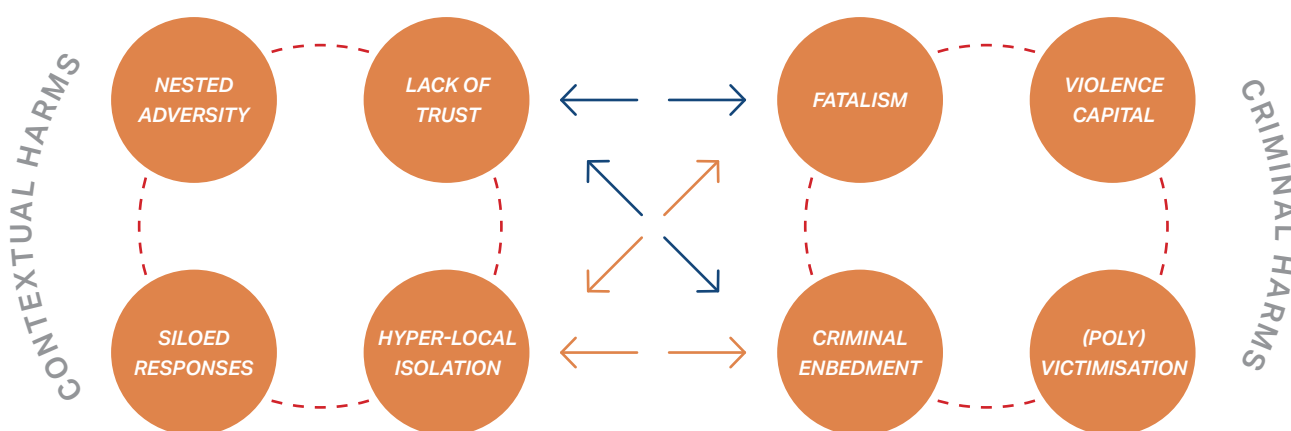 CONTEXTUAL HARMS
NESTED
ADVERSITY
LACK OF
TRUST
SILOED
RESPONSES
HYPER-LOCAL
ISOLATION
FATALISM
VIOLENCE
CAPITAL
CRIMINAL
ENBEDMENT
(POLY)
VICTIMISATION
CRIMINAL HARMS